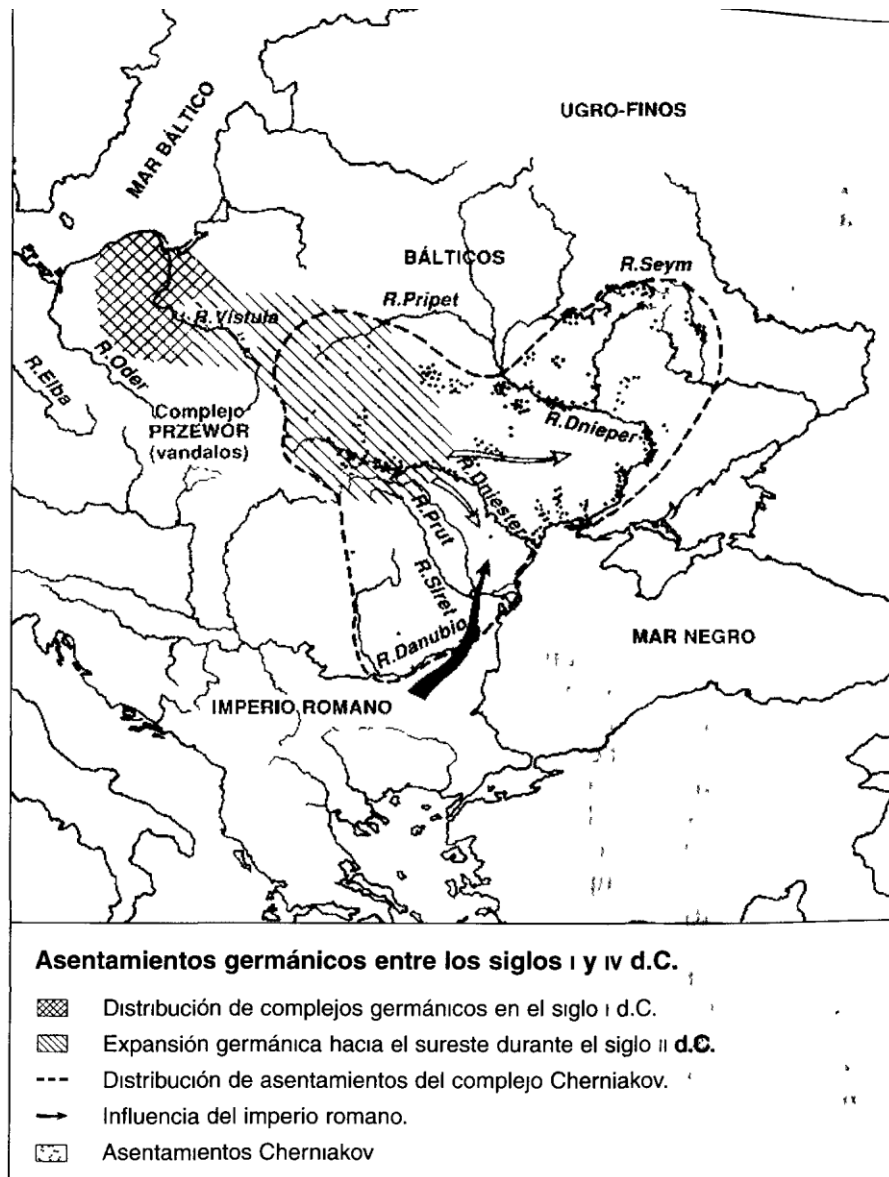 UGRO-FINOS
MAR BÁLTICO
BÁLTICOS
R.Seym
R.Pripet
R.Vístula
R.Oder
R.Elba
Complejo
PRZEWOR
(vandalos)
R.Dnieper
R.Dniester
R.Prut
R.Siret
R.Danubio
MAR NEGRO
IMPERIO ROMANO
Asentamientos germánicos entre los siglos I y IV d.C.
Distribución de complejos germánicos en el siglo I d.C.
Expansión germánica hacia el sureste durante el siglo II d.C.
Distribución de asentamientos del complejo Cherniakov.
Influencia del imperio romano.
Asentamientos Cherniakov